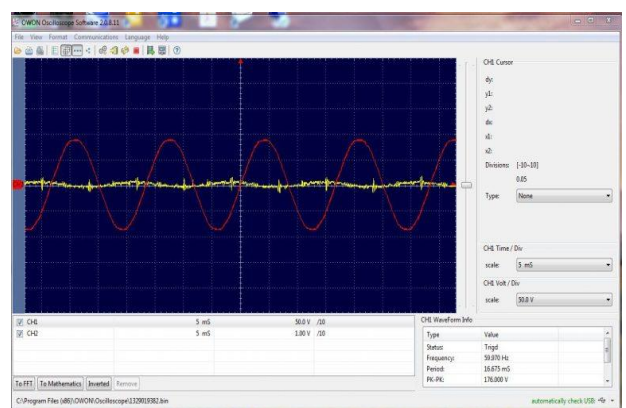 OWON Oscilloscope Software 2.0.8.11
File View Format Communications Language Help
CH1 Cursor
dy:
y1:
y2:
dx:
x1:
x2:
Divisions: [-10~10]
0.05
Type: None
CH1 Time / Div
scale: 5 mS
CH1 Volt / Div
scale: 50.0 V
CH1 5 mS 50.0 V /10
CH2 5 mS 1.00 V /10
CH1 WaveForm Info
Type Value
Status: Trigd
Frequency: 59.970 Hz
Period: 16.675 mS
PK-PK: 176.000 V
To FFT To Mathematics Inverted Remove
C:\Program Files (x86)\OWON\Oscilloscope\1329019382.bin
automatically check USB: